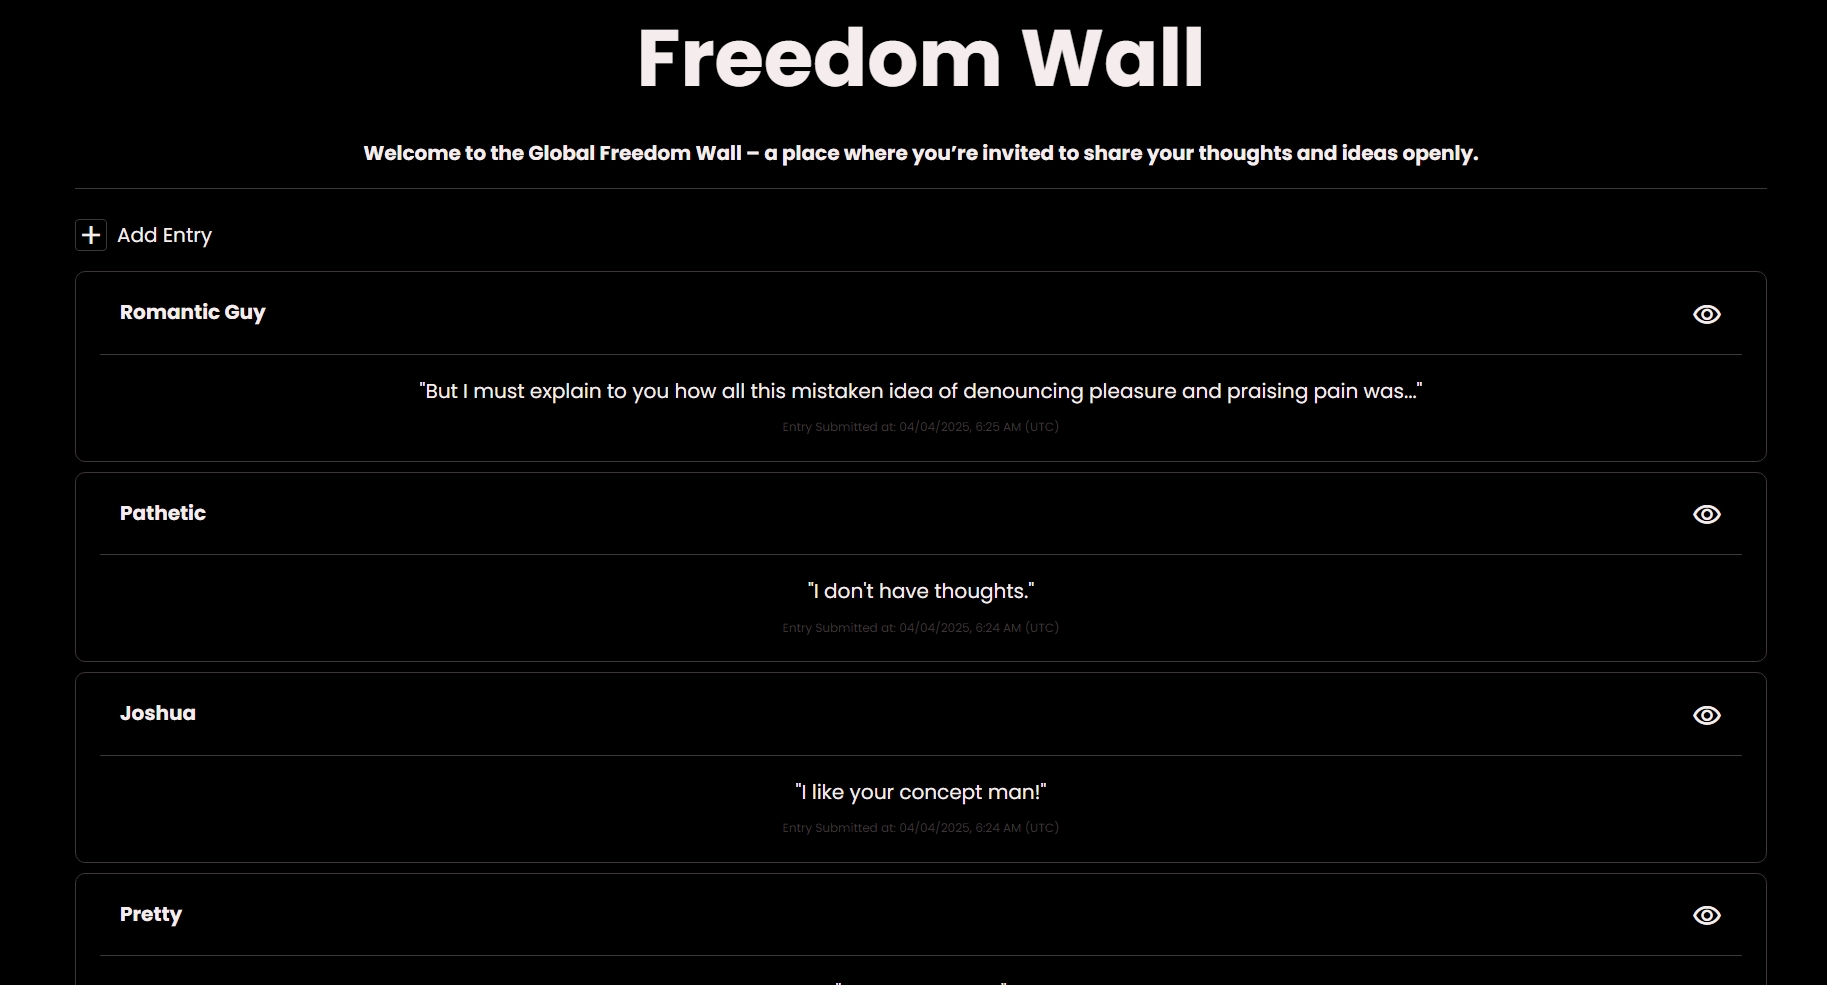 Freedom Wall
Welcome to the Global Freedom Wall – a place where you’re invited to share your thoughts and ideas openly.
Add Entry
Romantic Guy
"But I must explain to you how all this mistaken idea of denouncing pleasure and praising pain was..."
Entry Submitted at: 04/04/2025, 6:25 AM (UTC)
Pathetic
"I don't have thoughts."
Entry Submitted at: 04/04/2025, 6:24 AM (UTC)
Joshua
"I like your concept man!"
Entry Submitted at: 04/04/2025, 6:24 AM (UTC)
Pretty